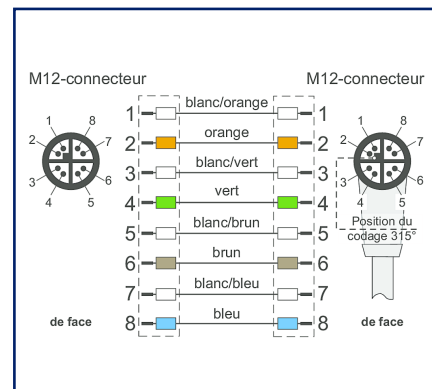 M12-connecteur M12-connecteur
1 8 2 7 3 6 4 5
1 8 2 7 3 6 4 5
1 blanc/orange 1
2 orange 2
3 blanc/vert 3
4 vert 4
5 blanc/brun 5
6 brun 6
7 blanc/bleu 7
8 bleu 8
Position du
codage 315°
de face de face